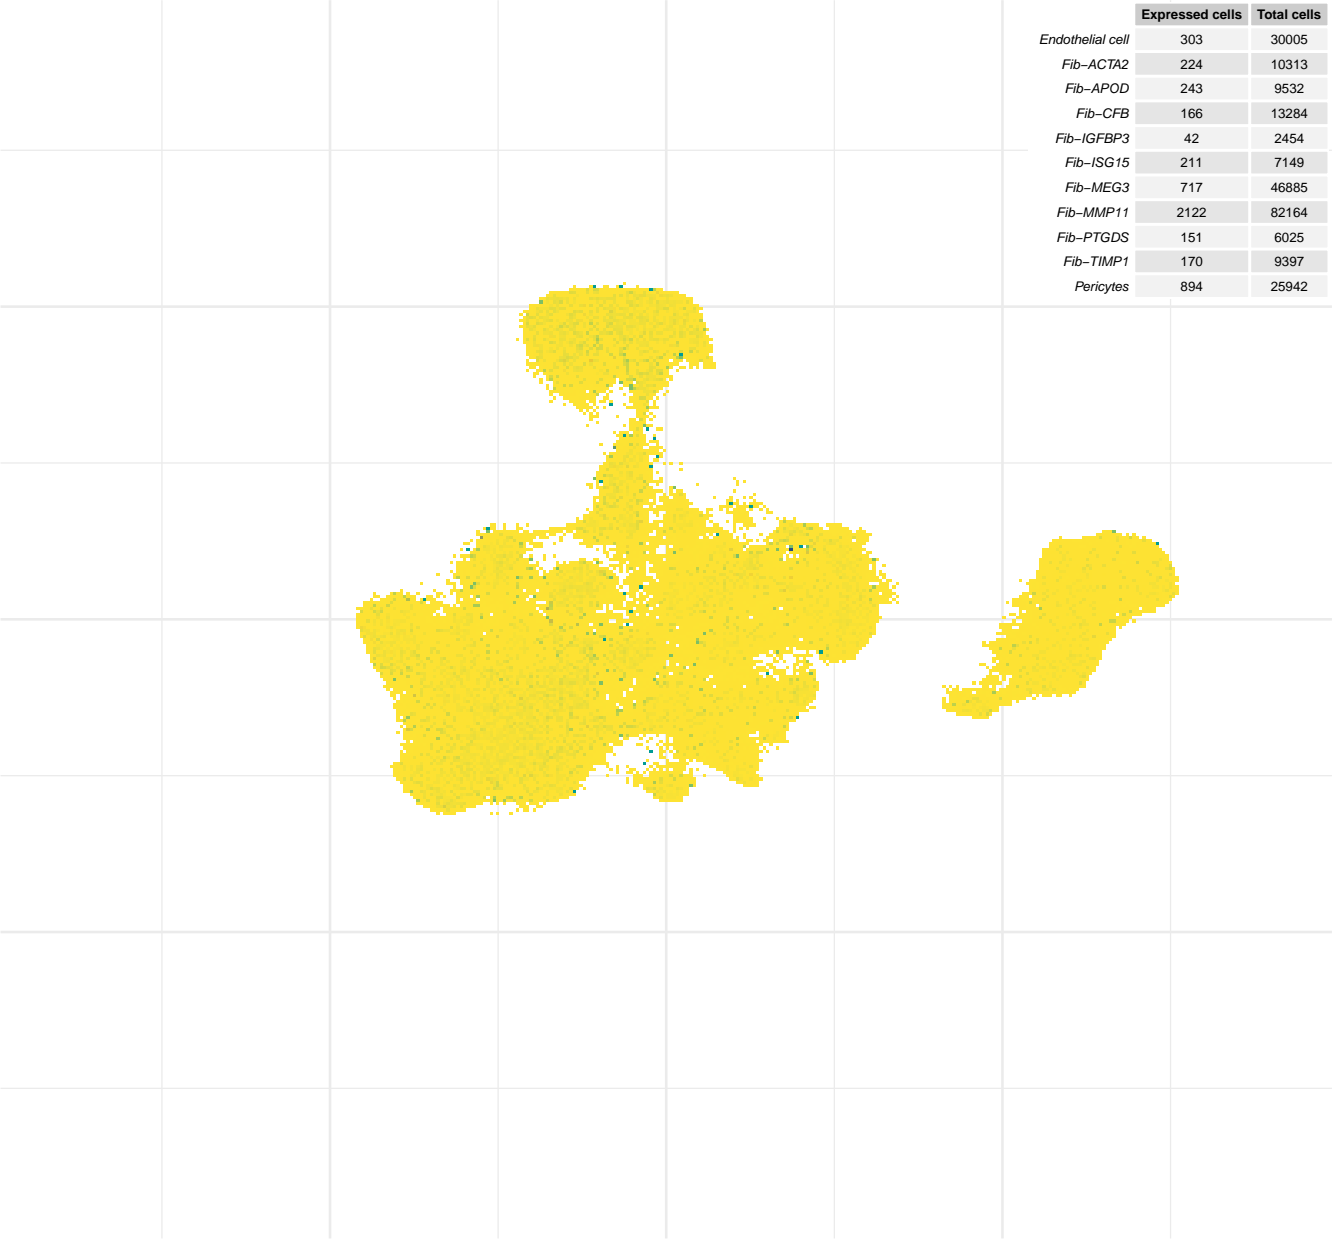 Expressed cells Total cells
Endothelial cell 303 30005
Fib−ACTA2 224 10313
Fib−APOD 243 9532
Fib−CFB 166 13284
Fib−IGFBP3 42 2454
Fib−ISG15 211 7149
Fib−MEG3 717 46885
Fib−MMP11 2122 82164
Fib−PTGDS 151 6025
Fib−TIMP1 170 9397
Pericytes 894 25942